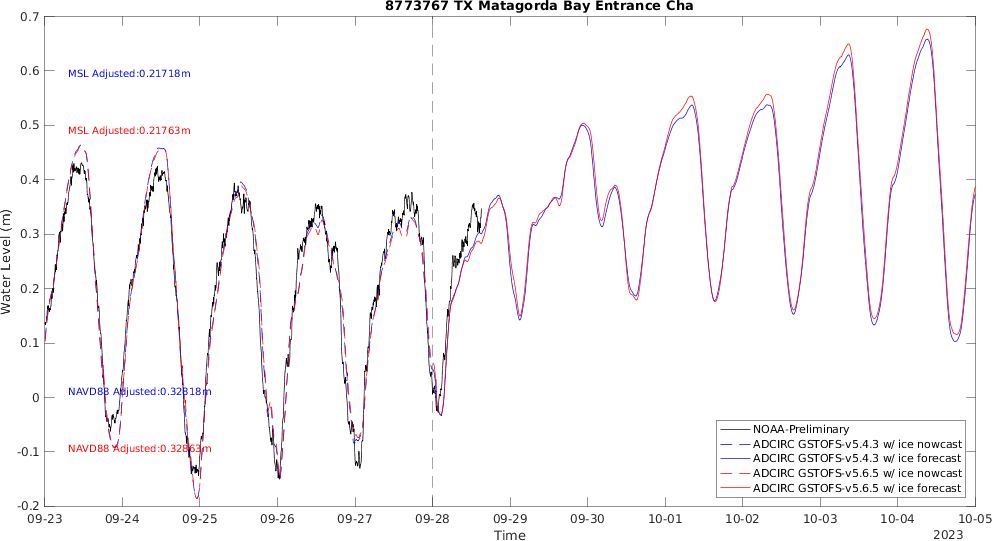 8773767 TX Matagorda Bay Entrance Cha
Water Level (m)
0.7
0.6
0.5
0.4
0.3
0.2
0.1
0
-0.1
-0.2
MSL Adjusted:0.21718m
MSL Adjusted:0.21763m
NAVD88 Adjusted:0.32818m
NAVD88 Adjusted:0.32863m
NOAA-Preliminary
ADCIRC GSTOFS-v5.4.3 w/ ice nowcast
ADCIRC GSTOFS-v5.4.3 w/ ice forecast
ADCIRC GSTOFS-v5.6.5 w/ ice nowcast
ADCIRC GSTOFS-v5.6.5 w/ ice forecast
09-23 09-24 09-25 09-26 09-27 09-28 09-29 09-30 10-01 10-02 10-03 10-04 10-05
Time
2023